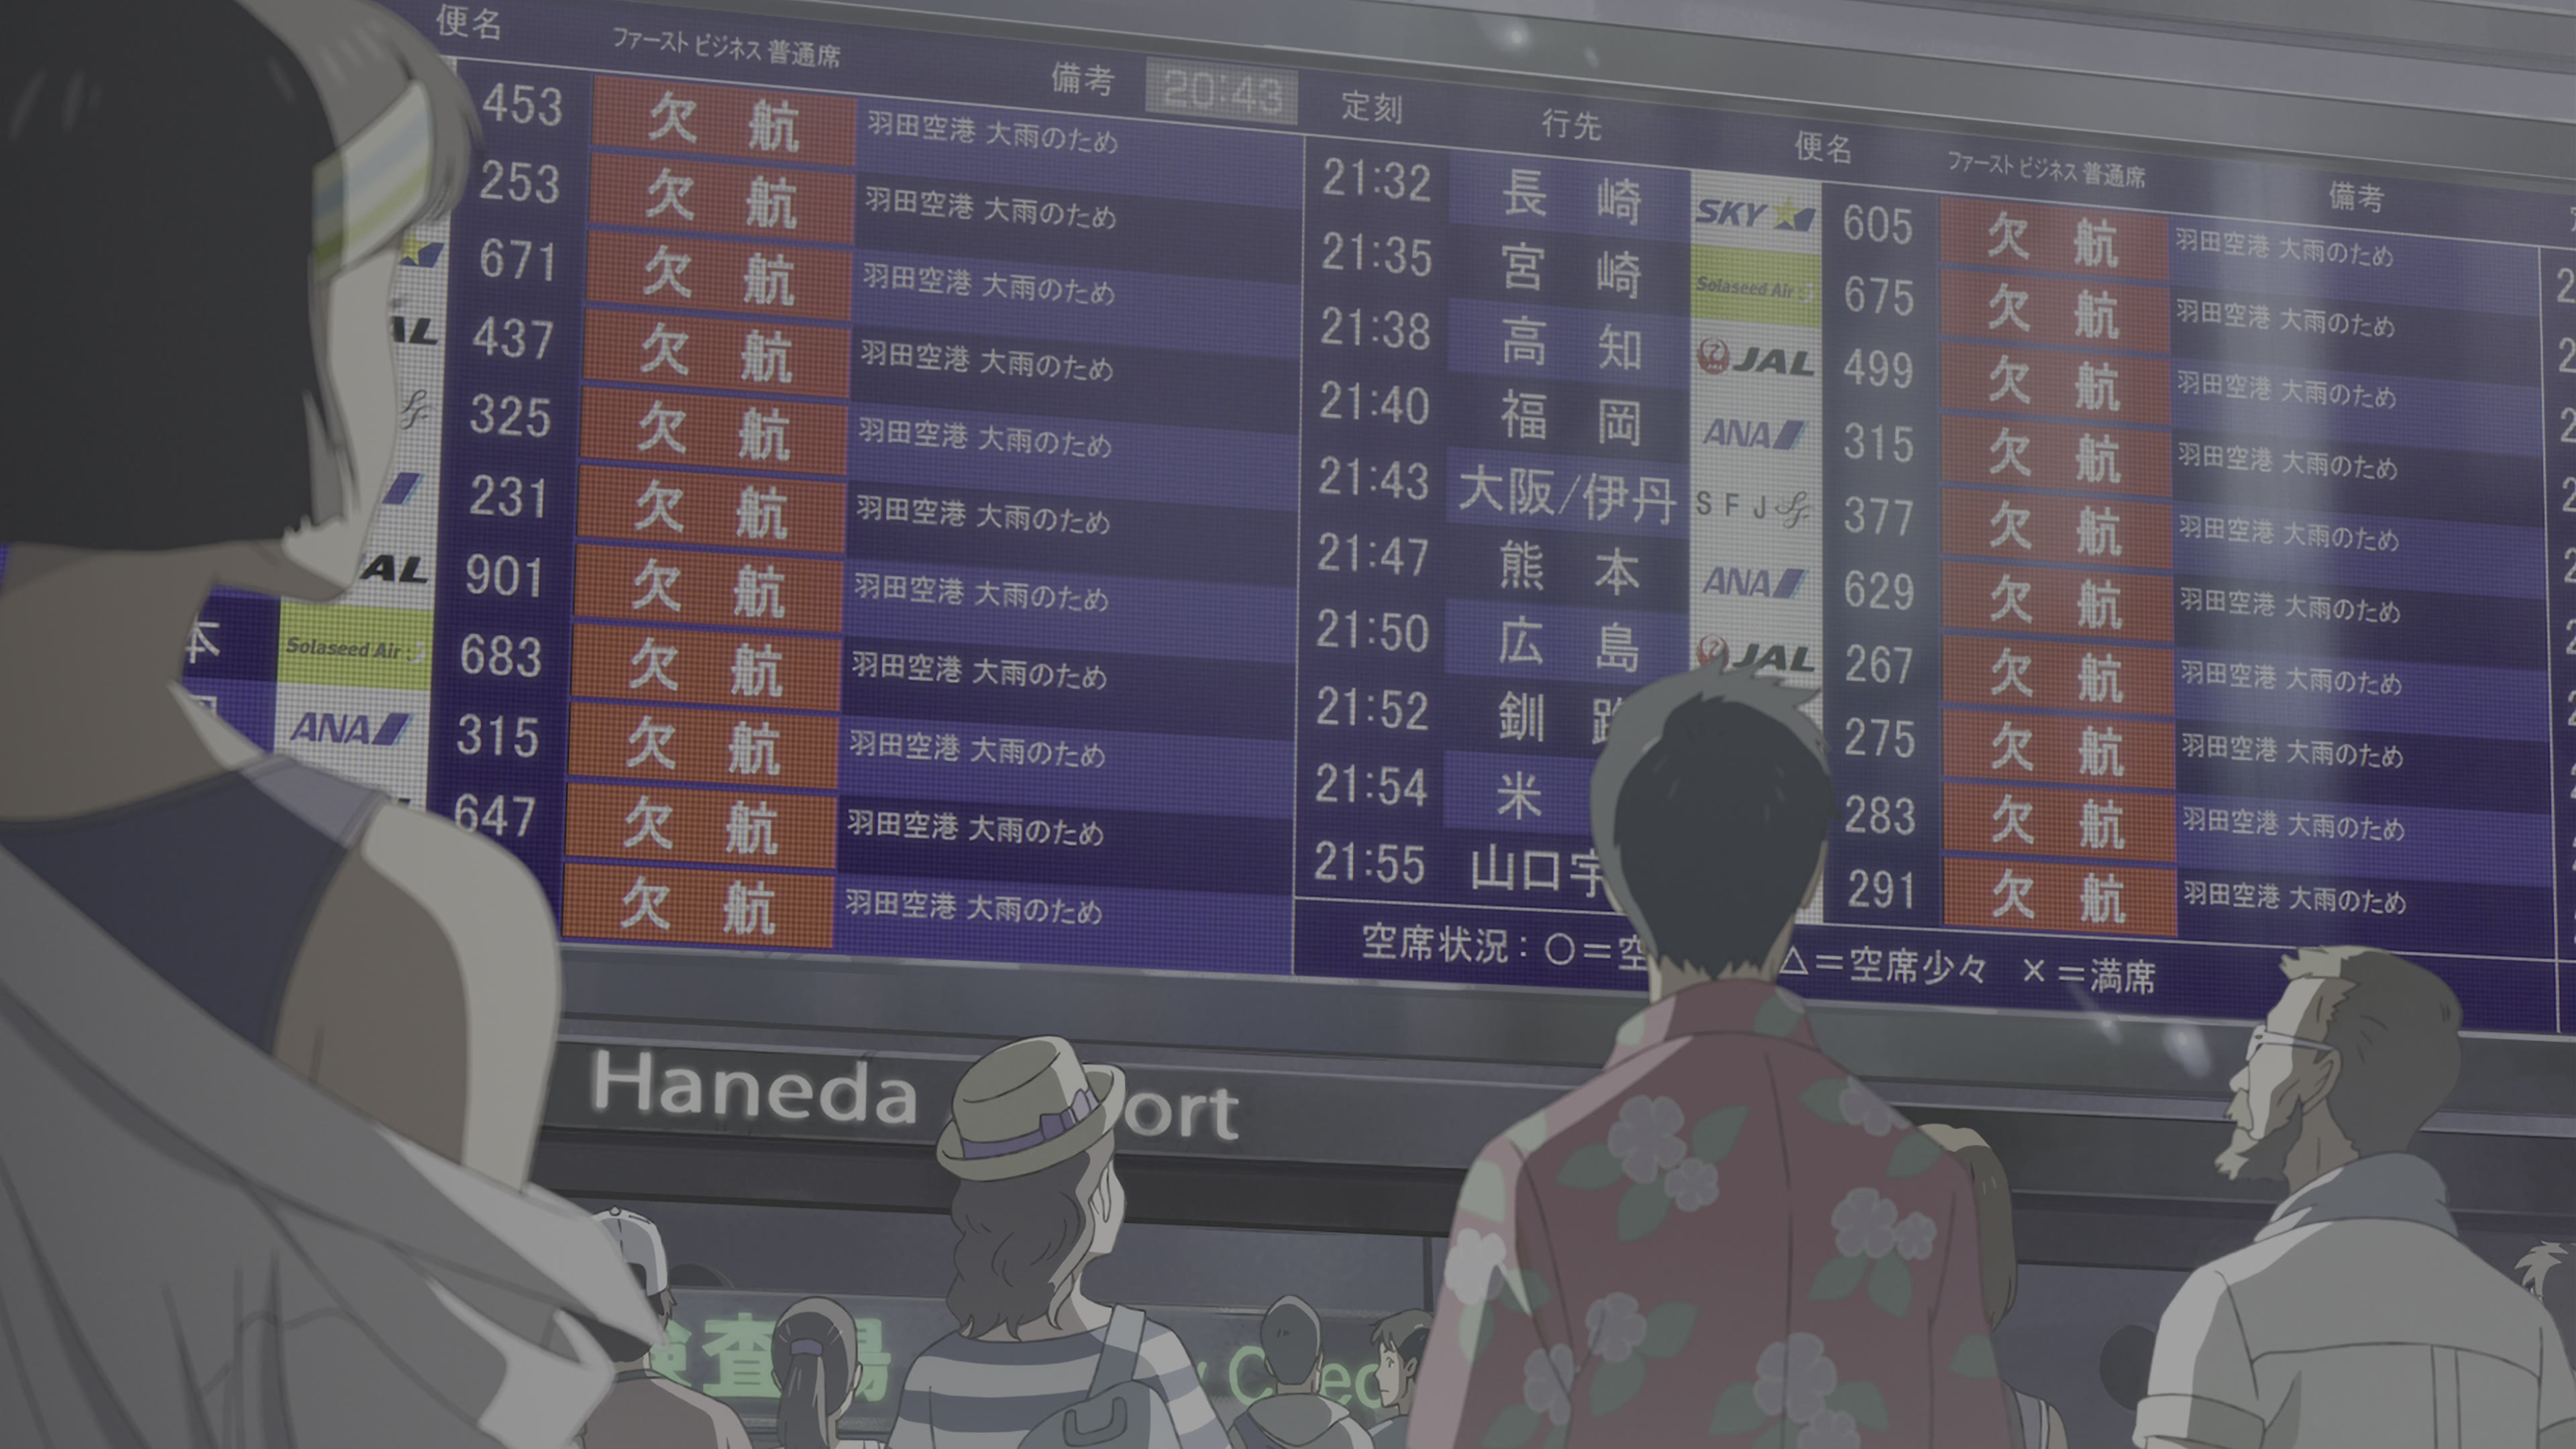 便名 ファースト ビジネス 普通席 備考 20:43
453 欠航 羽田空港 大雨のため
253 欠航 羽田空港 大雨のため
671 欠航 羽田空港 大雨のため
AL 437 欠航 羽田空港 大雨のため
325 欠航 羽田空港 大雨のため
231 欠航 羽田空港 大雨のため
AL 901 欠航 羽田空港 大雨のため
本 Solaseed Air 683 欠航 羽田空港 大雨のため
ANA 315 欠航 羽田空港 大雨のため
647 欠航 羽田空港 大雨のため
欠航 羽田空港 大雨のため
定刻 行先 便名 ファースト ビジネス 普通席 備考
21:32 長崎 SKY 605 欠航 羽田空港 大雨のため
21:35 宮崎 Solaseed Air 675 欠航 羽田空港 大雨のため
21:38 高知 JAL 499 欠航 羽田空港 大雨のため
21:40 福岡 ANA 315 欠航 羽田空港 大雨のため
21:43 大阪/伊丹 SFJ 377 欠航 羽田空港 大雨のため
21:47 熊本 ANA 629 欠航 羽田空港 大雨のため
21:50 広島 JAL 267 欠航 羽田空港 大雨のため
21:52 釧 275 欠航 羽田空港 大雨のため
21:54 米 283 欠航 羽田空港 大雨のため
21:55 山口宇 291 欠航 羽田空港 大雨のため
空席状況：○＝空 △＝空席少々 ×＝満席
Haneda ort
査場 y C ec